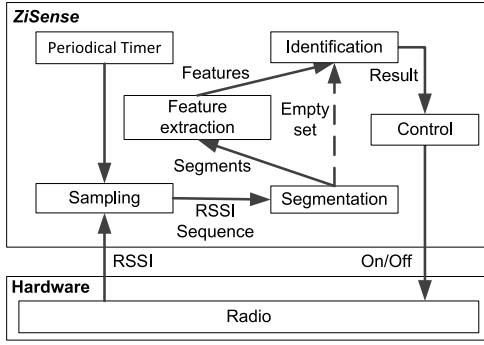 ZiSense
Periodical Timer
Identification
Features
Result
Feature
extraction
Empty
set
Control
Segments
Sampling
Segmentation
RSSI
Sequence
RSSI
On/Off
Hardware
Radio